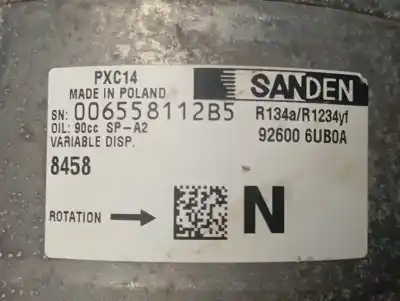 PXC14
MADE IN POLAND
SANDEN
SN: 006558112B5
R134a/R1234yf
OIL: 90cc SP-A2
92600 6UB0A
VARIABLE DISP.
8458
ROTATION
N